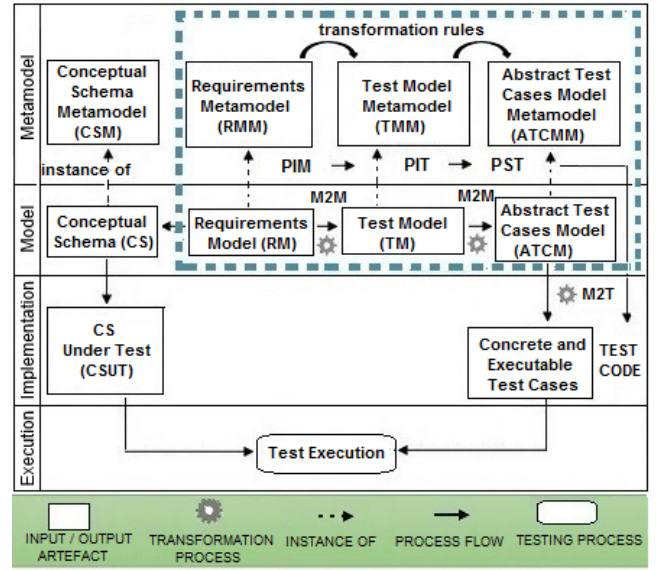 transformation rules
Metamodel
Conceptual
Schema
Metamodel
(CSM)
Requirements
Metamodel
(RMM)
Test Model
Metamodel
(TMM)
Abstract Test
Cases Model
Metamodel
(ATCMM)
instance of
PIM
PIT
PST
Model
M2M
M2M
Conceptual
Schema (CS)
Requirements
Model (RM)
Test Model
(TM)
Abstract Test
Cases Model
(ATCM)
Implementation
M2T
CS
Under Test
(CSUT)
Concrete and
Executable
Test Cases
TEST
CODE
Execution
Test Execution
INPUT / OUTPUT
ARTEFACT
TRANSFORMATION
PROCESS
INSTANCE OF
PROCESS FLOW
TESTING PROCESS